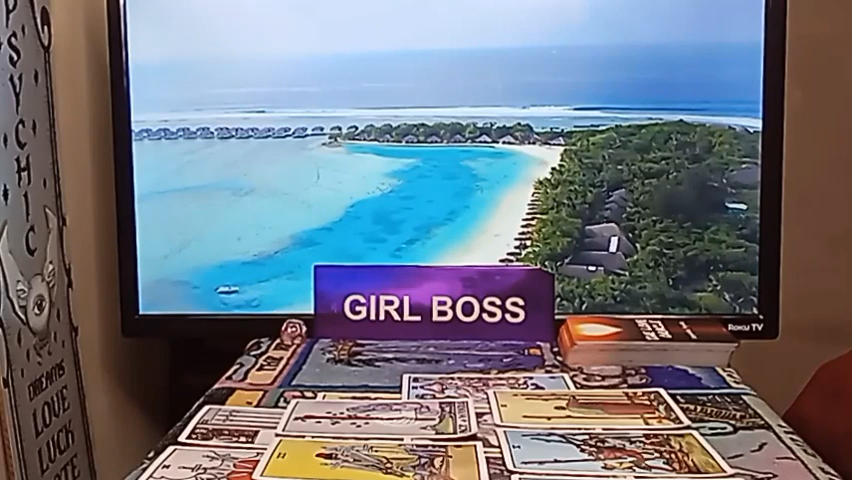 PSYCHIC
DREAMS
LOVE
LUCK
GIRL BOSS
ROKU TV